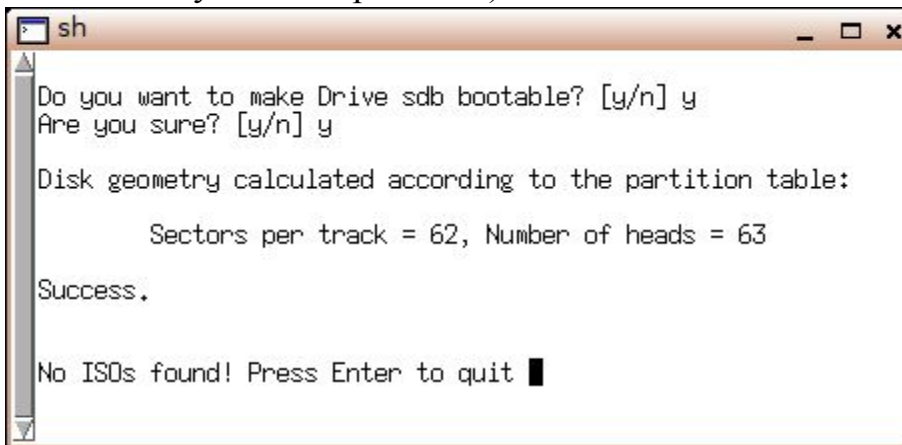 sh
Do you want to make Drive sdb bootable? [y/n] y
Are you sure? [y/n] y
Disk geometry calculated according to the partition table:
Sectors per track = 62, Number of heads = 63
Success.
No ISOs found! Press Enter to quit